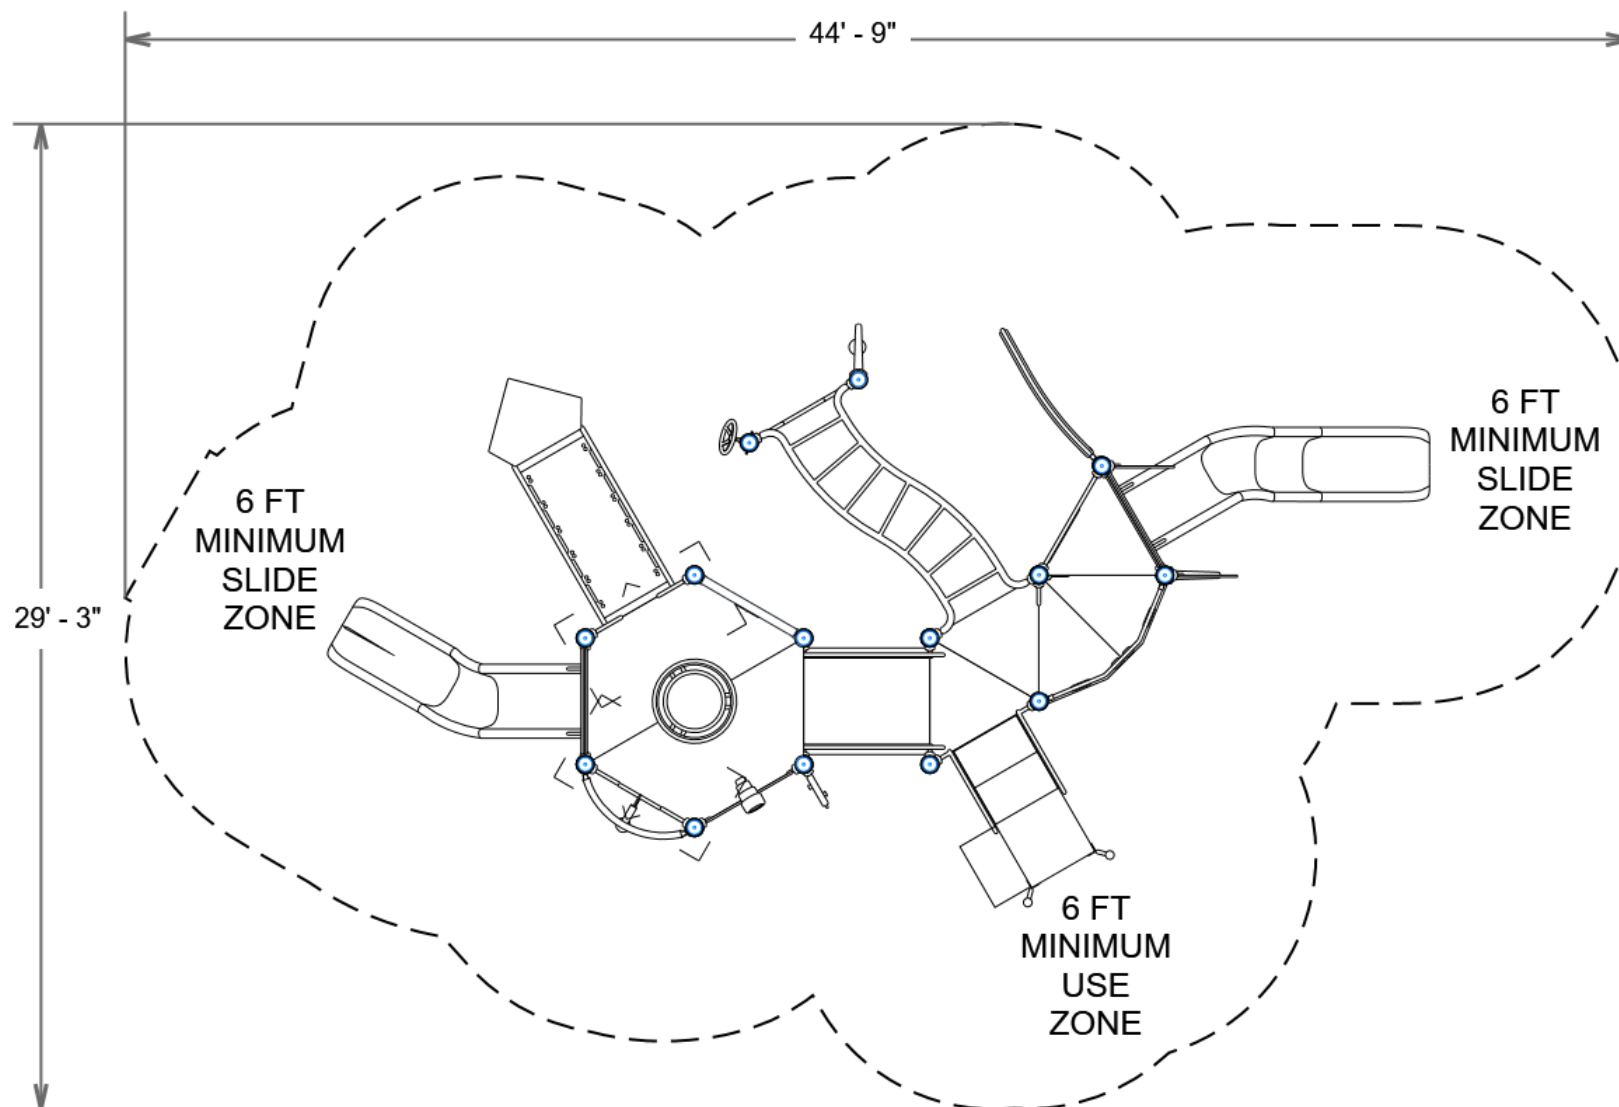 44' - 9"
6 FT
MINIMUM
SLIDE
ZONE
6 FT
MINIMUM
SLIDE
ZONE
29' - 3"
6 FT
MINIMUM
USE
ZONE